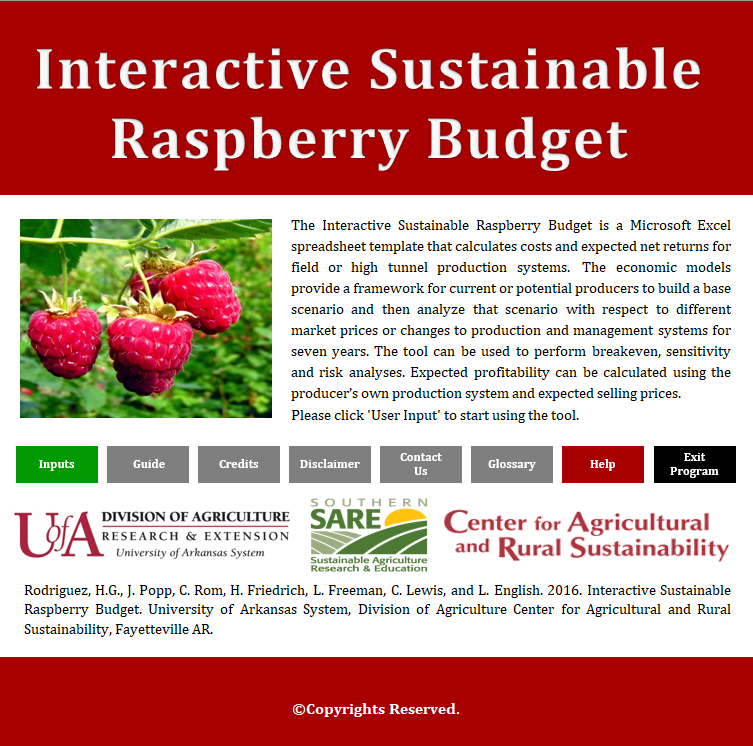 Interactive Sustainable
Raspberry Budget
The Interactive Sustainable Raspberry Budget is a Microsoft Excel
spreadsheet template that calculates costs and expected net returns for
field or high tunnel production systems. The economic models
provide a framework for current or potential producers to build a base
scenario and then analyze that scenario with respect to different
market prices or changes to production and management systems for
seven years. The tool can be used to perform breakeven, sensitivity
and risk analyses. Expected profitability can be calculated using the
producer's own production system and expected selling prices.
Please click 'User Input' to start using the tool.
Inputs
Guide
Credits
Disclaimer
Contact
Us
Glossary
Help
Exit
Program
UofA
DIVISION OF AGRICULTURE
RESEARCH & EXTENSION
University of Arkansas System
SOUTHERN
SARE
Sustainable Agriculture
Research & Education
Center for Agricultural
and Rural Sustainability
Rodriguez, H.G., J. Popp, C. Rom, H. Friedrich, L. Freeman, C. Lewis, and L. English. 2016. Interactive Sustainable
Raspberry Budget. University of Arkansas System, Division of Agriculture Center for Agricultural and Rural
Sustainability, Fayetteville AR.
©Copyrights Reserved.